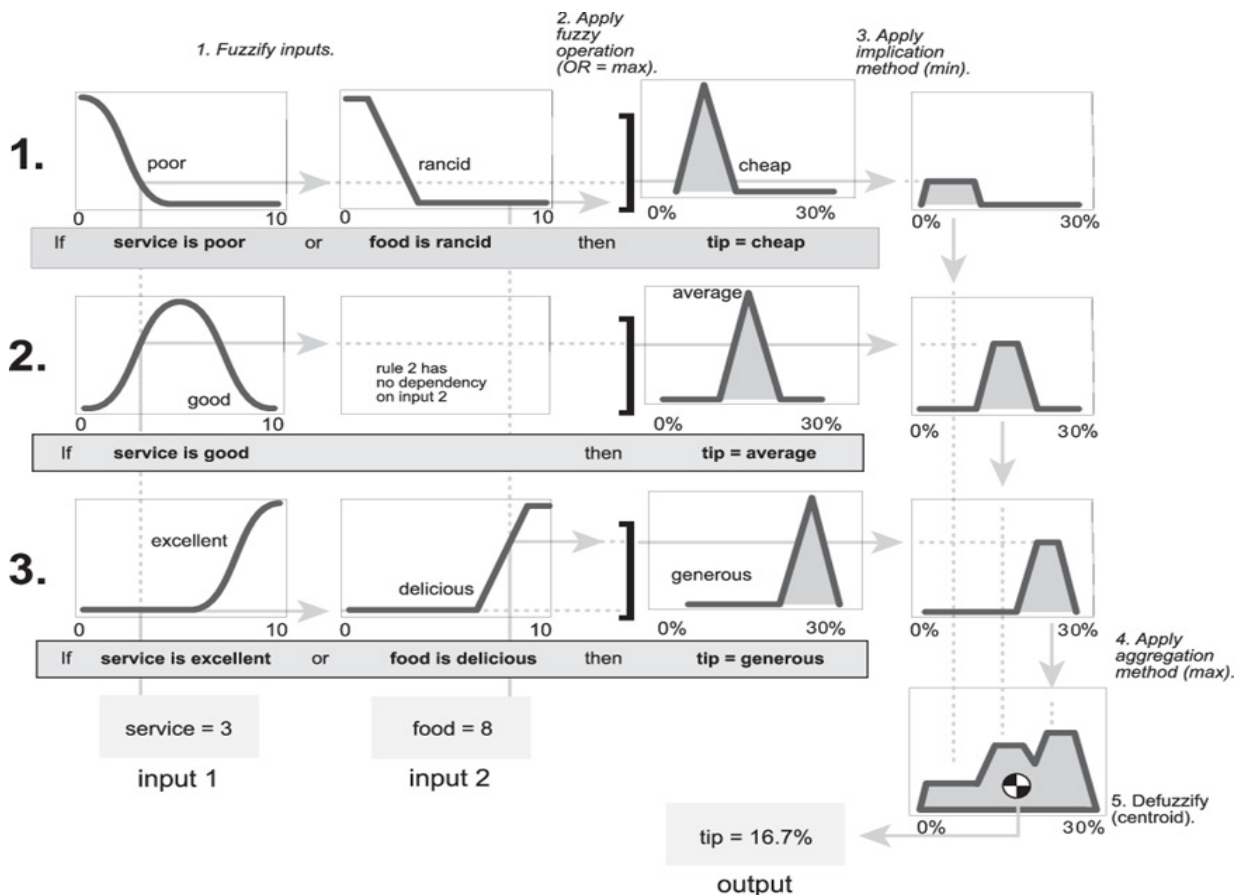 1. Fuzzify inputs.
2. Apply
fuzzy
operation
(OR = max).
3. Apply
implication
method (min).
1.
poor
0
10
rancid
0
10
cheap
0%
30%
0%
30%
If service is poor or food is rancid then tip = cheap
2.
good
0
10
rule 2 has
no dependency
on input 2
average
0%
30%
0%
30%
If service is good then tip = average
3.
excellent
0
10
delicious
0
10
generous
0%
30%
0%
30%
If service is excellent or food is delicious then tip = generous
4. Apply
aggregation
method (max).
service = 3
input 1
food = 8
input 2
0%
30%
5. Defuzzify
(centroid).
tip = 16.7%
output